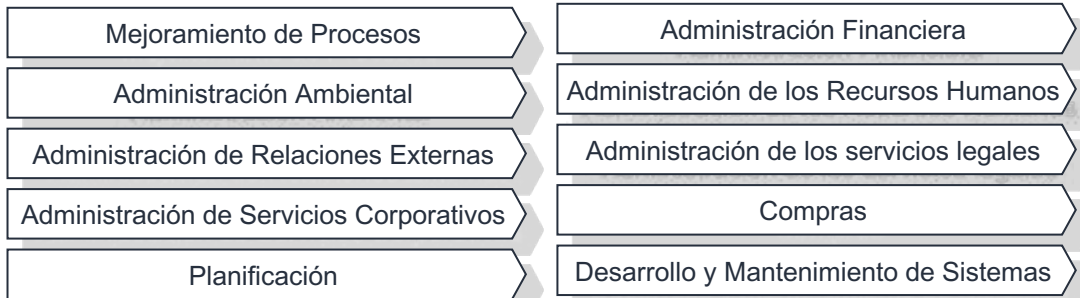 Mejoramiento de Procesos
Administración Ambiental
Administración de Relaciones Externas
Administración de Servicios Corporativos
Planificación
Administración Financiera
Administración de los Recursos Humanos
Administración de los servicios legales
Compras
Desarrollo y Mantenimiento de Sistemas